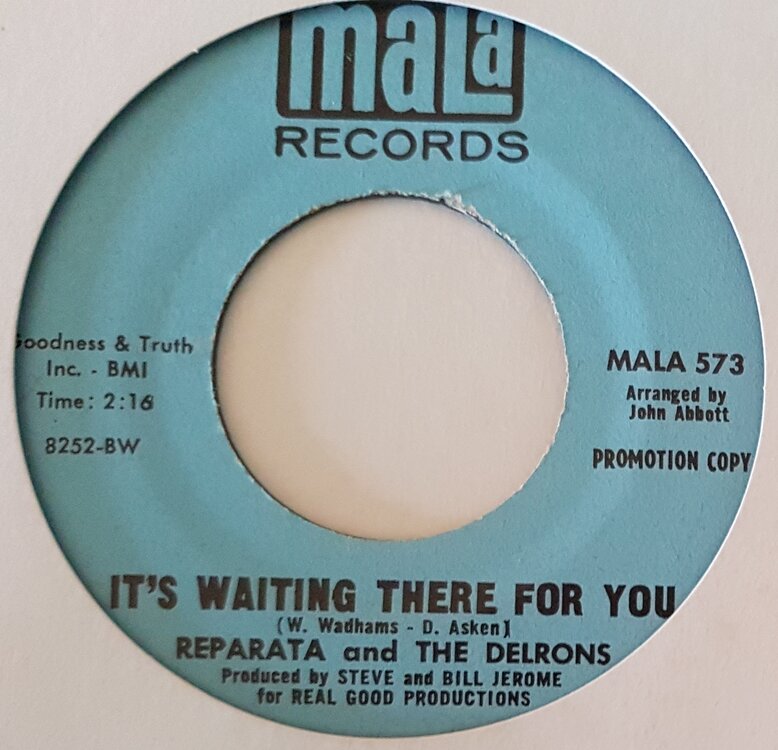 mala
RECORDS
Goodness & Truth
Inc. - BMI
Time: 2:16
8252-BW
MALA 573
Arranged by
John Abbott
PROMOTION COPY
IT'S WAITING THERE FOR YOU
(W. Wadhams - D. Asken)
REPARATA and THE DELRONS
Produced by STEVE and BILL JEROME
for REAL GOOD PRODUCTIONS